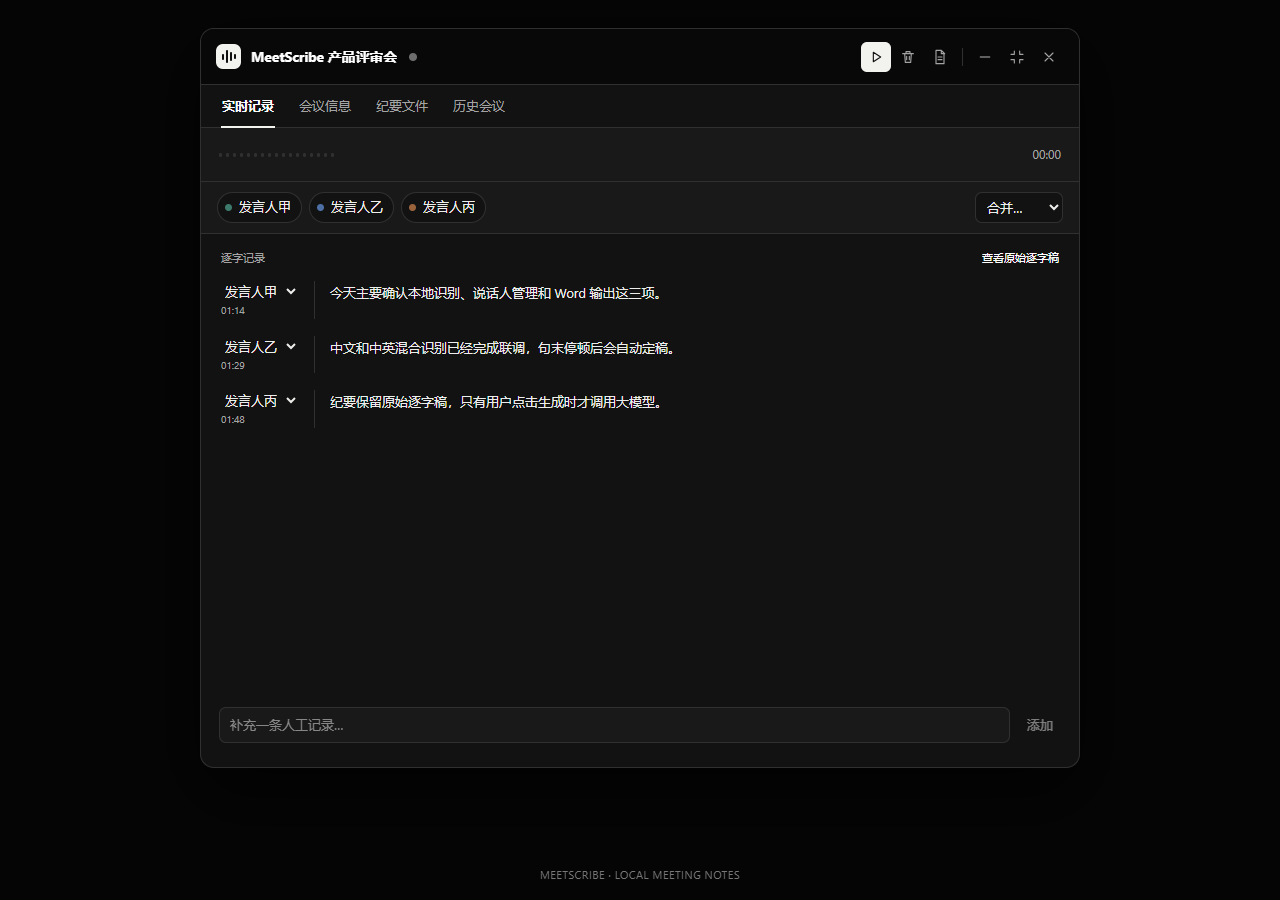 MeetScribe 产品评审会
实时记录 会议信息 纪要文件 历史会议
00:00
发言人甲 发言人乙 发言人丙 合并...
逐字记录 查看原始逐字稿
发言人甲 今天主要确认本地识别、说话人管理和 Word 输出这三项。
01:14
发言人乙 中文和中英混合识别已经完成联调，句末停顿后会自动定稿。
01:29
发言人丙 纪要保留原始逐字稿，只有用户点击生成时才调用大模型。
01:48
补充一条人工记录... 添加
MEETSCRIBE · LOCAL MEETING NOTES